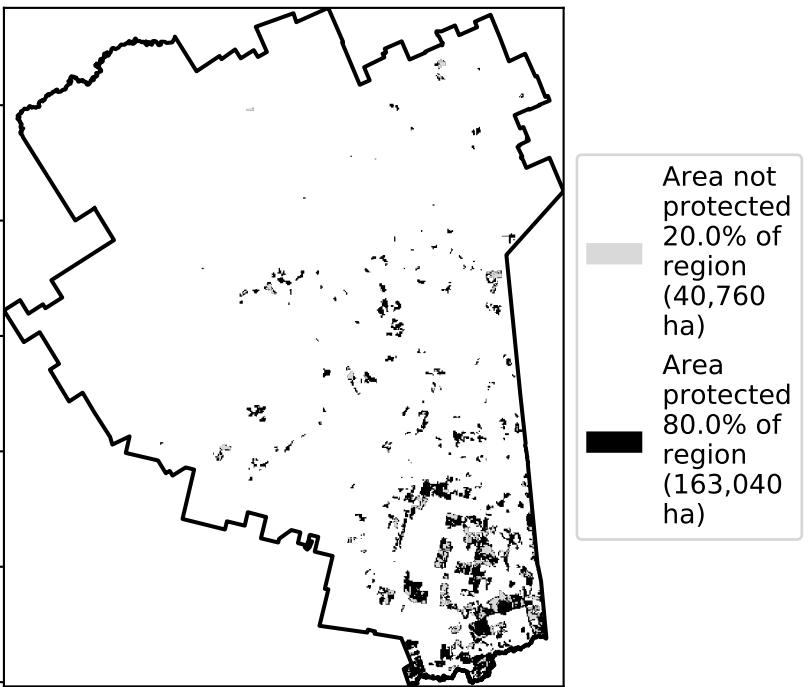 Area not
protected
20.0% of
region
(40,760
ha)
Area
protected
80.0% of
region
(163,040
ha)